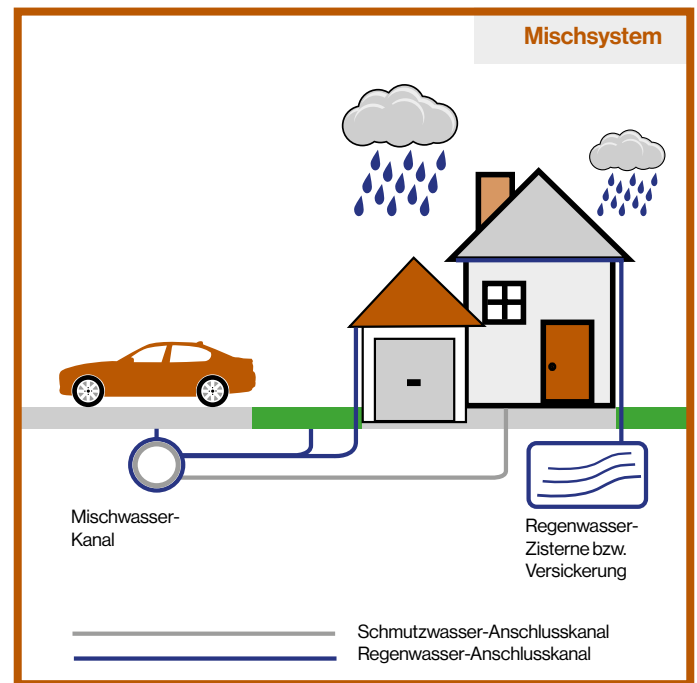 Mischsystem
Mischwasser-
Kanal
Regenwasser-
Zisterne bzw.
Versickerung
Schmutzwasser-Anschlusskanal
Regenwasser-Anschlusskanal